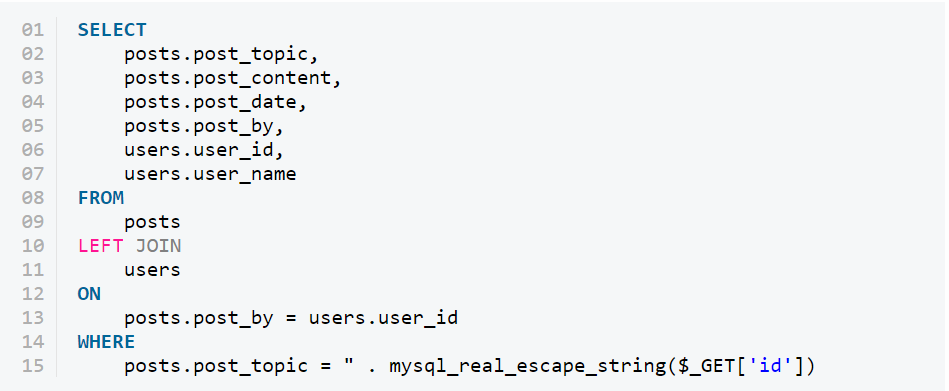 01 SELECT
02 posts.post_topic,
03 posts.post_content,
04 posts.post_date,
05 posts.post_by,
06 users.user_id,
07 users.user_name
08 FROM
09 posts
10 LEFT JOIN
11 users
12 ON
13 posts.post_by = users.user_id
14 WHERE
15 posts.post_topic = " . mysql_real_escape_string($_GET['id'])